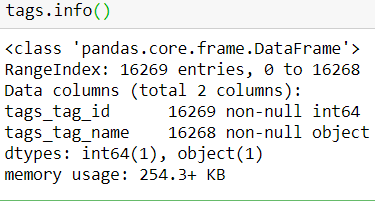 tags.info()
<class 'pandas.core.frame.DataFrame'>
RangeIndex: 16269 entries, 0 to 16268
Data columns (total 2 columns):
tags_tag_id      16269 non-null int64
tags_tag_name    16268 non-null object
dtypes: int64(1), object(1)
memory usage: 254.3+ KB